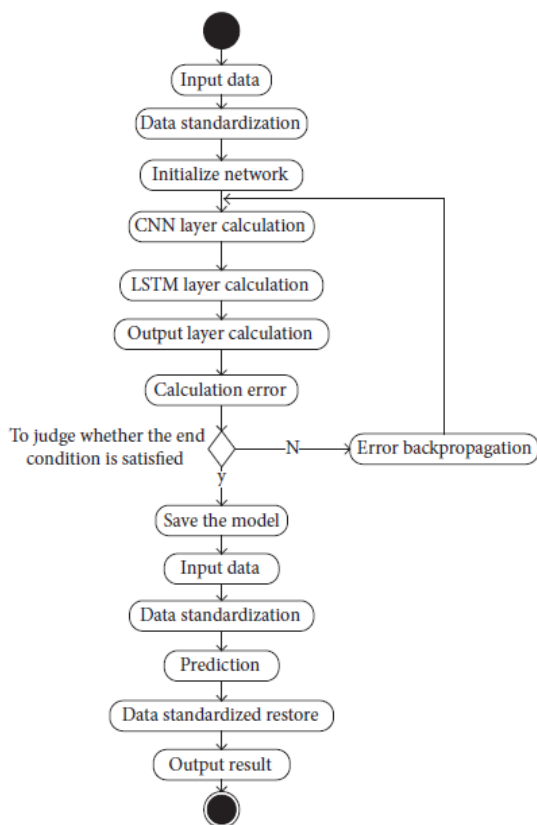 Input data
Data standardization
Initialize network
CNN layer calculation
LSTM layer calculation
Output layer calculation
Calculation error
To judge whether the end
condition is satisfied
N
Error backpropagation
y
Save the model
Input data
Data standardization
Prediction
Data standardized restore
Output result